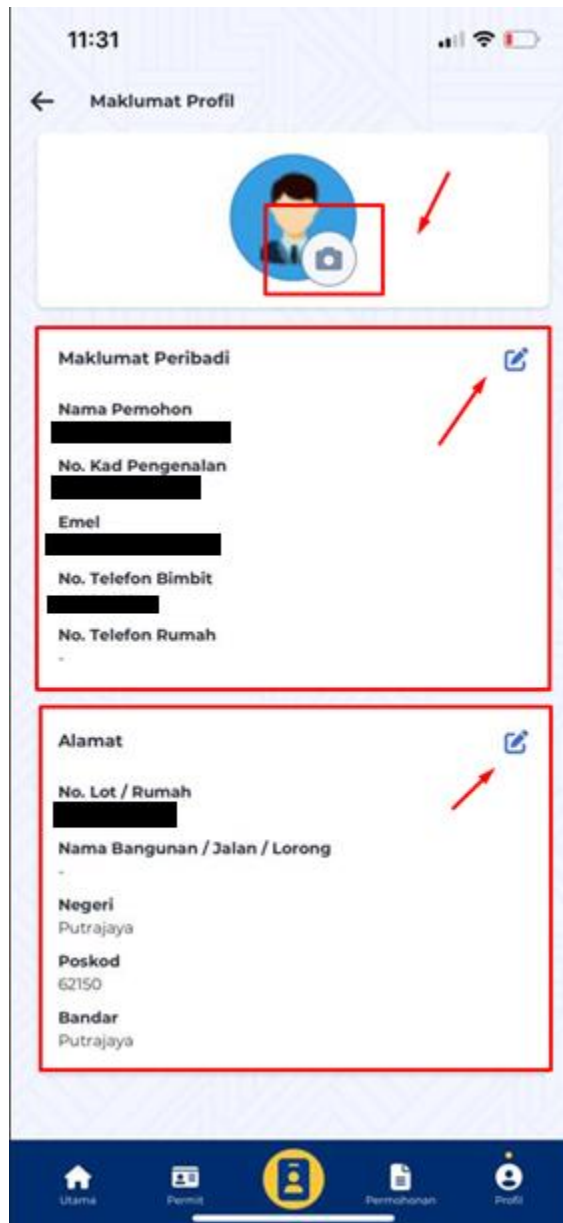 11:31
Maklumat Profil
Maklumat Peribadi
Nama Pemohon
No. Kad Pengenalan
Emel
No. Telefon Bimbit
No. Telefon Rumah
-
Alamat
No. Lot / Rumah
Nama Bangunan / Jalan / Lorong
-
Negeri
Putrajaya
Poskod
62150
Bandar
Putrajaya
Utama Permit Permohonan Profil